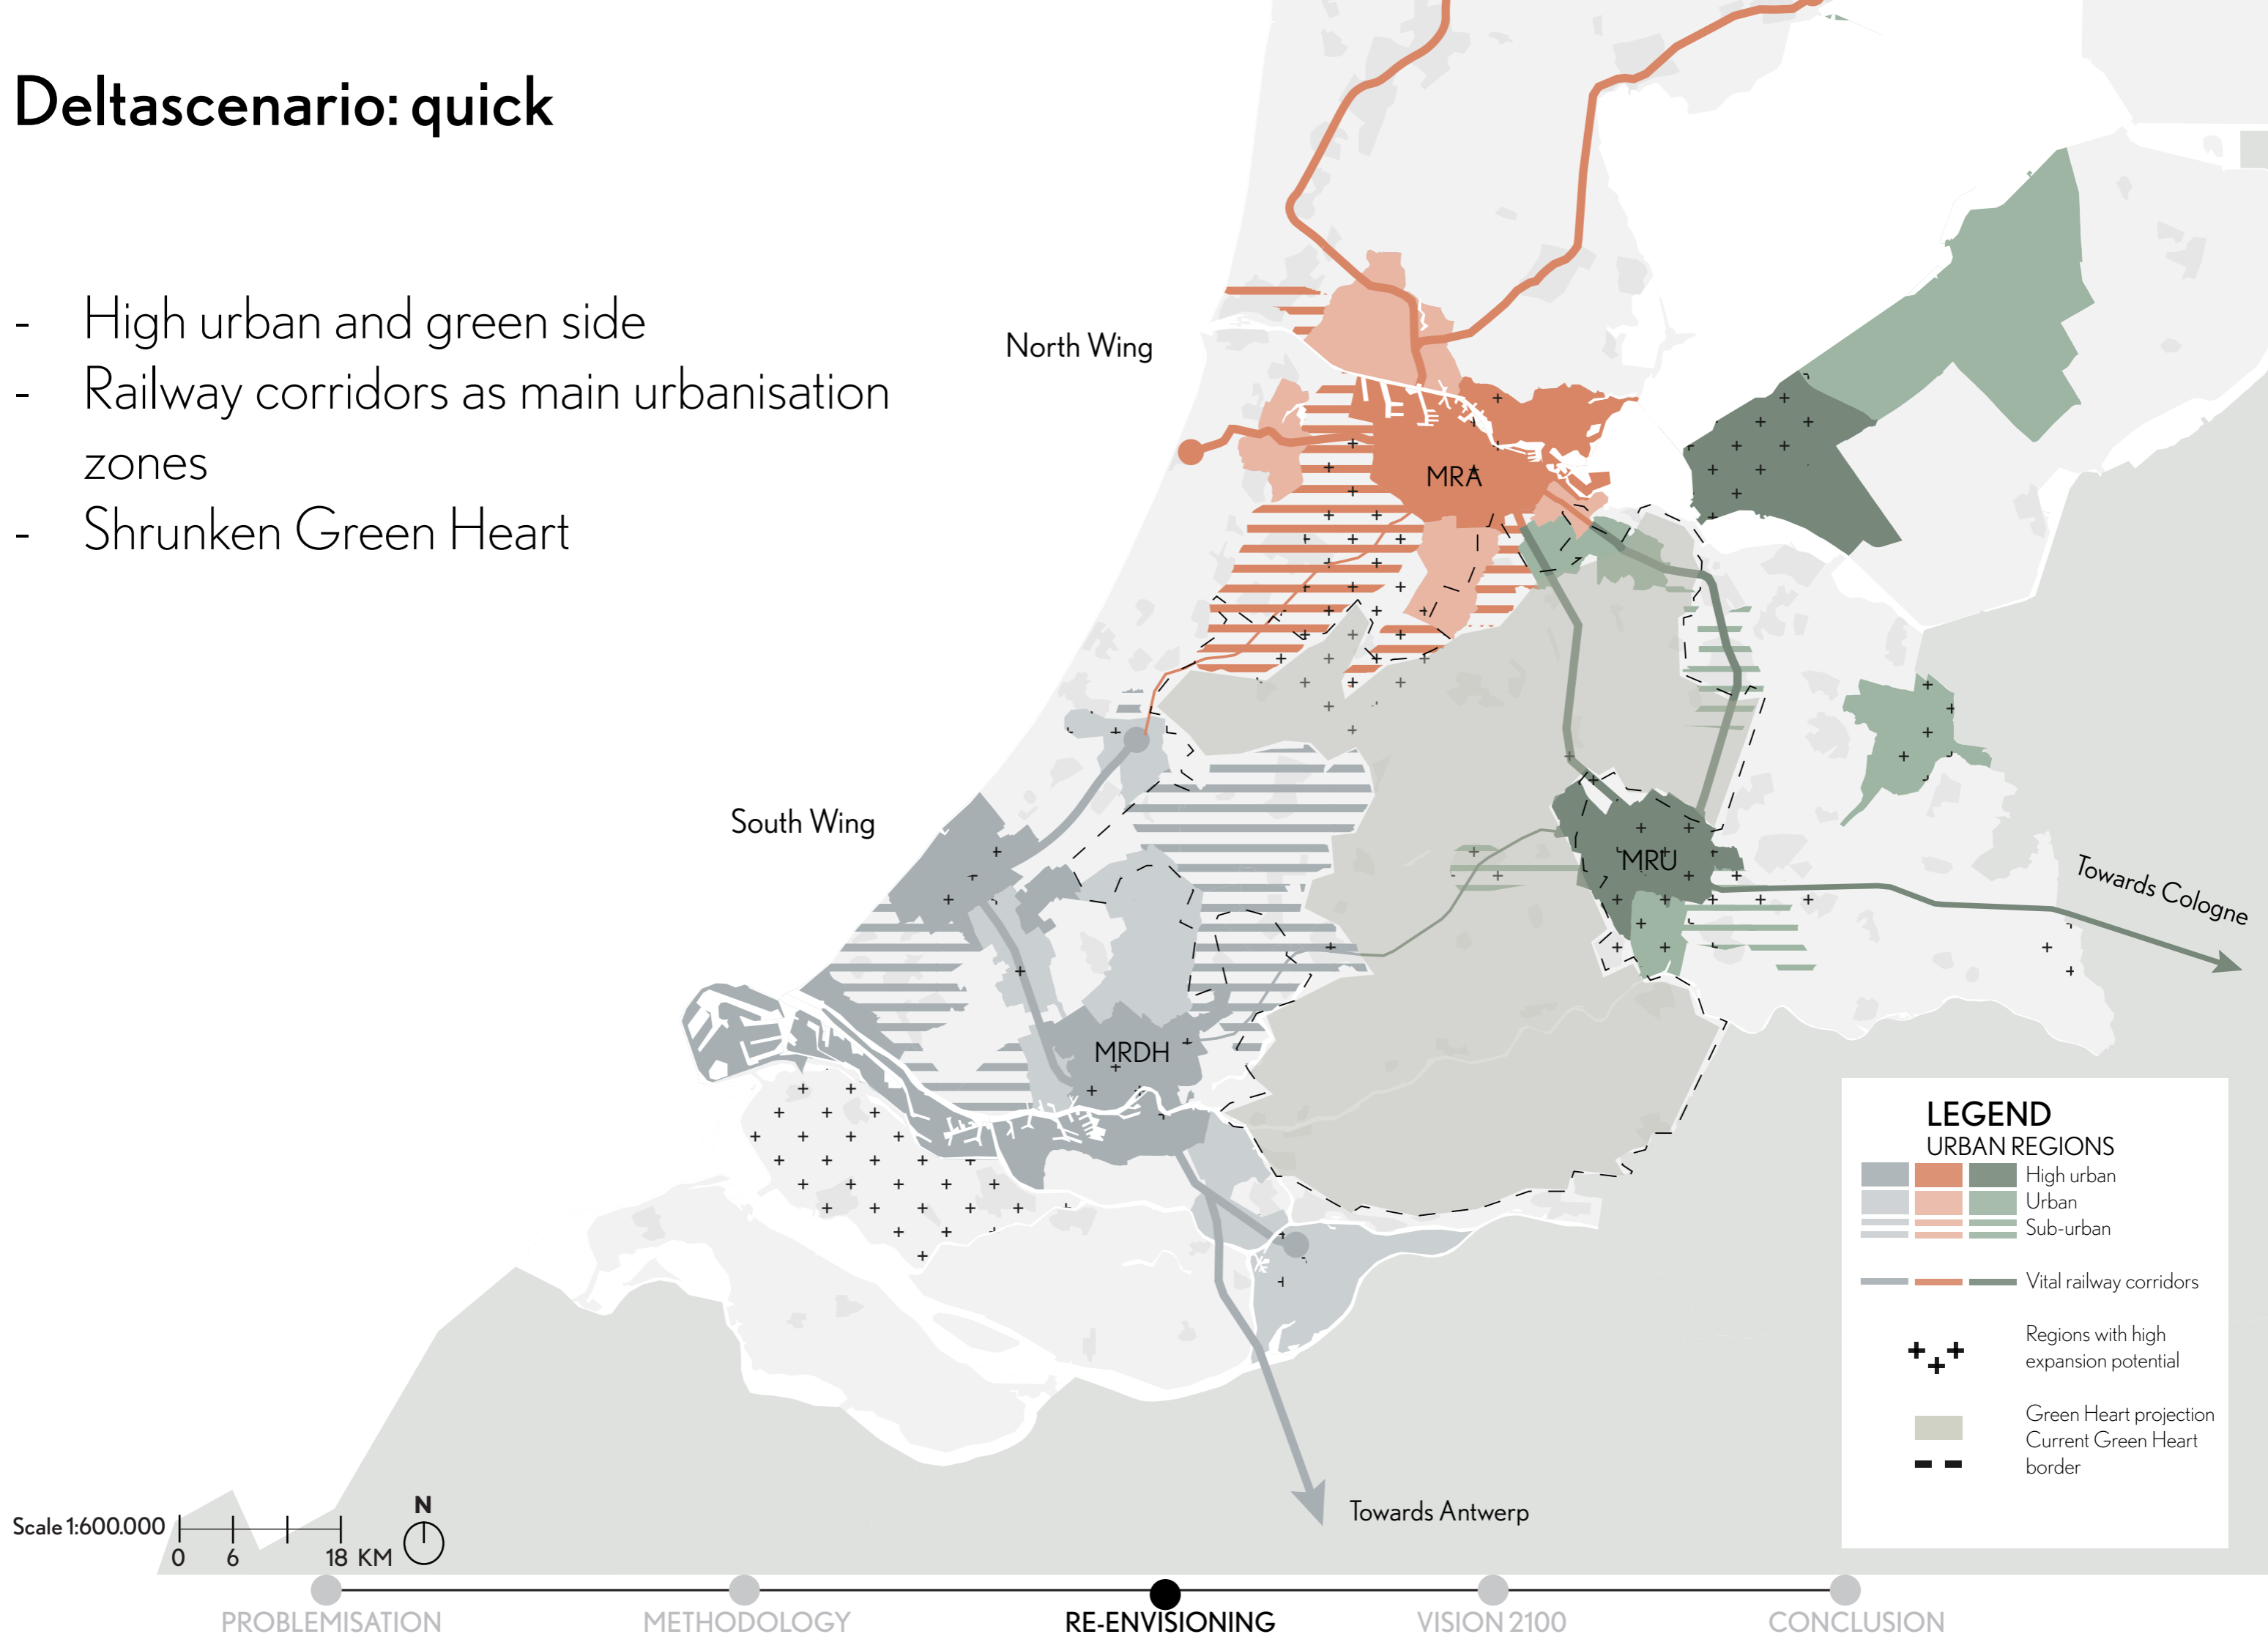 Deltascenario: quick
- High urban and green side
- Railway corridors as main urbanisation
zones
- Shrunken Green Heart
North Wing
MRA
South Wing
MRU
Towards Cologne
MRDH
Towards Antwerp
LEGEND
URBAN REGIONS
High urban
Urban
Sub-urban
Vital railway corridors
Regions with high
expansion potential
Green Heart projection
Current Green Heart
border
Scale 1:600.000
0 6 18 KM
N
PROBLEMISATION
METHODOLOGY
RE-ENVISIONING
VISION 2100
CONCLUSION